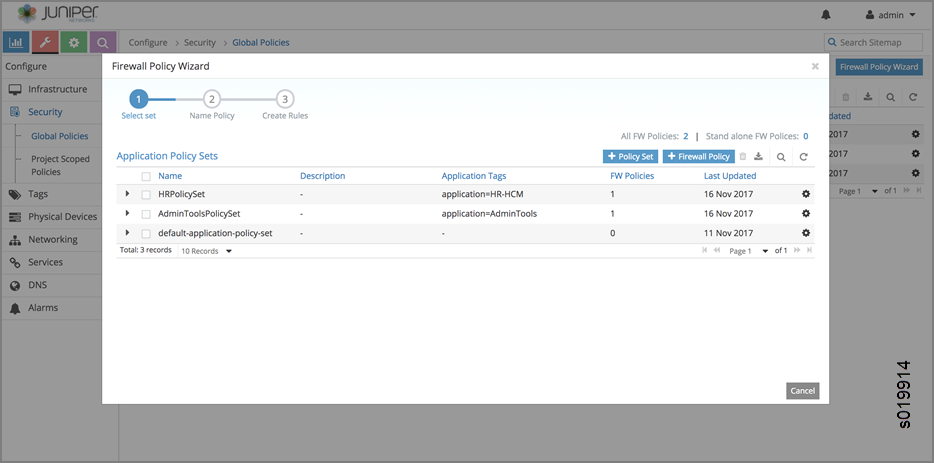 JUNIPER
NETWORKS
admin
Configure > Security > Global Policies
Search Sitemap
Configure
Firewall Policy Wizard
Firewall Policy Wizard
Infrastructure
Security
Global Policies
Project Scoped
Policies
Tags
Physical Devices
Networking
Services
DNS
Alarms
1 2 3
Select set Name Policy Create Rules
All FW Policies: 2 | Stand alone FW Polices: 0
Application Policy Sets
+ Policy Set + Firewall Policy
Name Description Application Tags FW Policies Last Updated
HRPolicySet - application=HR-HCM 1 16 Nov 2017
AdminToolsPolicySet - application=AdminTools 1 16 Nov 2017
default-application-policy-set - - 0 11 Nov 2017
Total: 3 records 10 Records Page 1 of 1
Cancel
dated
2017
2017
2017
Page 1 of 1
s019914